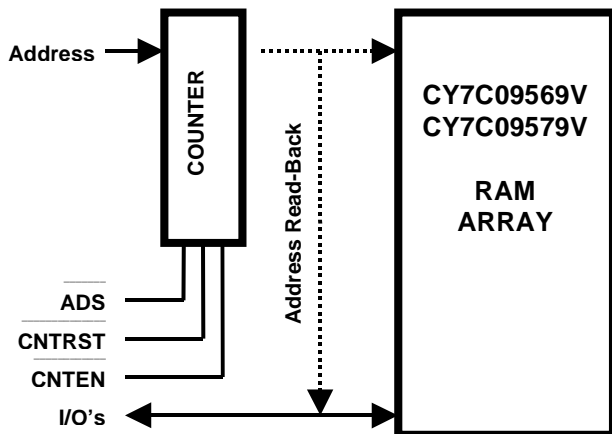 Address
COUNTER
Address Read-Back
CY7C09569V
CY7C09579V
RAM
ARRAY
ADS
CNTRST
CNTEN
I/O's